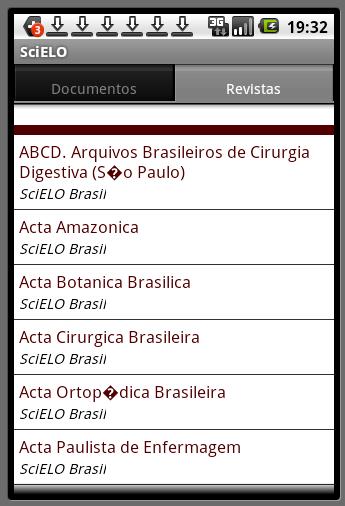 3
3G
19:32
SciELO
Documentos
Revistas
ABCD. Arquivos Brasileiros de Cirurgia
Digestiva (S�o Paulo)
SciELO Brasil
Acta Amazonica
SciELO Brasil
Acta Botanica Brasilica
SciELO Brasil
Acta Cirurgica Brasileira
SciELO Brasil
Acta Ortop�dica Brasileira
SciELO Brasil
Acta Paulista de Enfermagem
SciELO Brasil